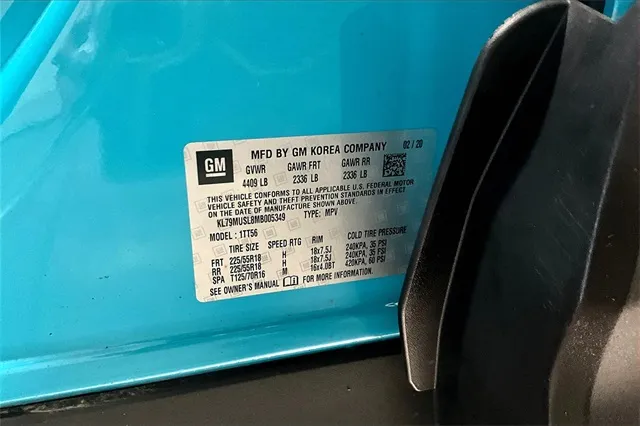 GM
MFD BY GM KOREA COMPANY 02/20
GVWR GAWR FRT GAWR RR
4409 LB 2336 LB 2336 LB
THIS VEHICLE CONFORMS TO ALL APPLICABLE U.S. FEDERAL MOTOR
VEHICLE SAFETY AND THEFT PREVENTION STANDARDS IN EFFECT
ON THE DATE OF MANUFACTURE SHOWN ABOVE.
KL79MUSL8MB005349 TYPE: MPV
MODEL: 1TT56
TIRE SIZE SPEED RTG RIM COLD TIRE PRESSURE
FRT 225/55R18 H 18x7.5J 240KPA, 35 PSI
RR 225/55R18 H 18x7.5J 240KPA, 35 PSI
SPA T125/70R16 M 16x4.0BT 420KPA, 60 PSI
SEE OWNER'S MANUAL FOR MORE INFORMATION.